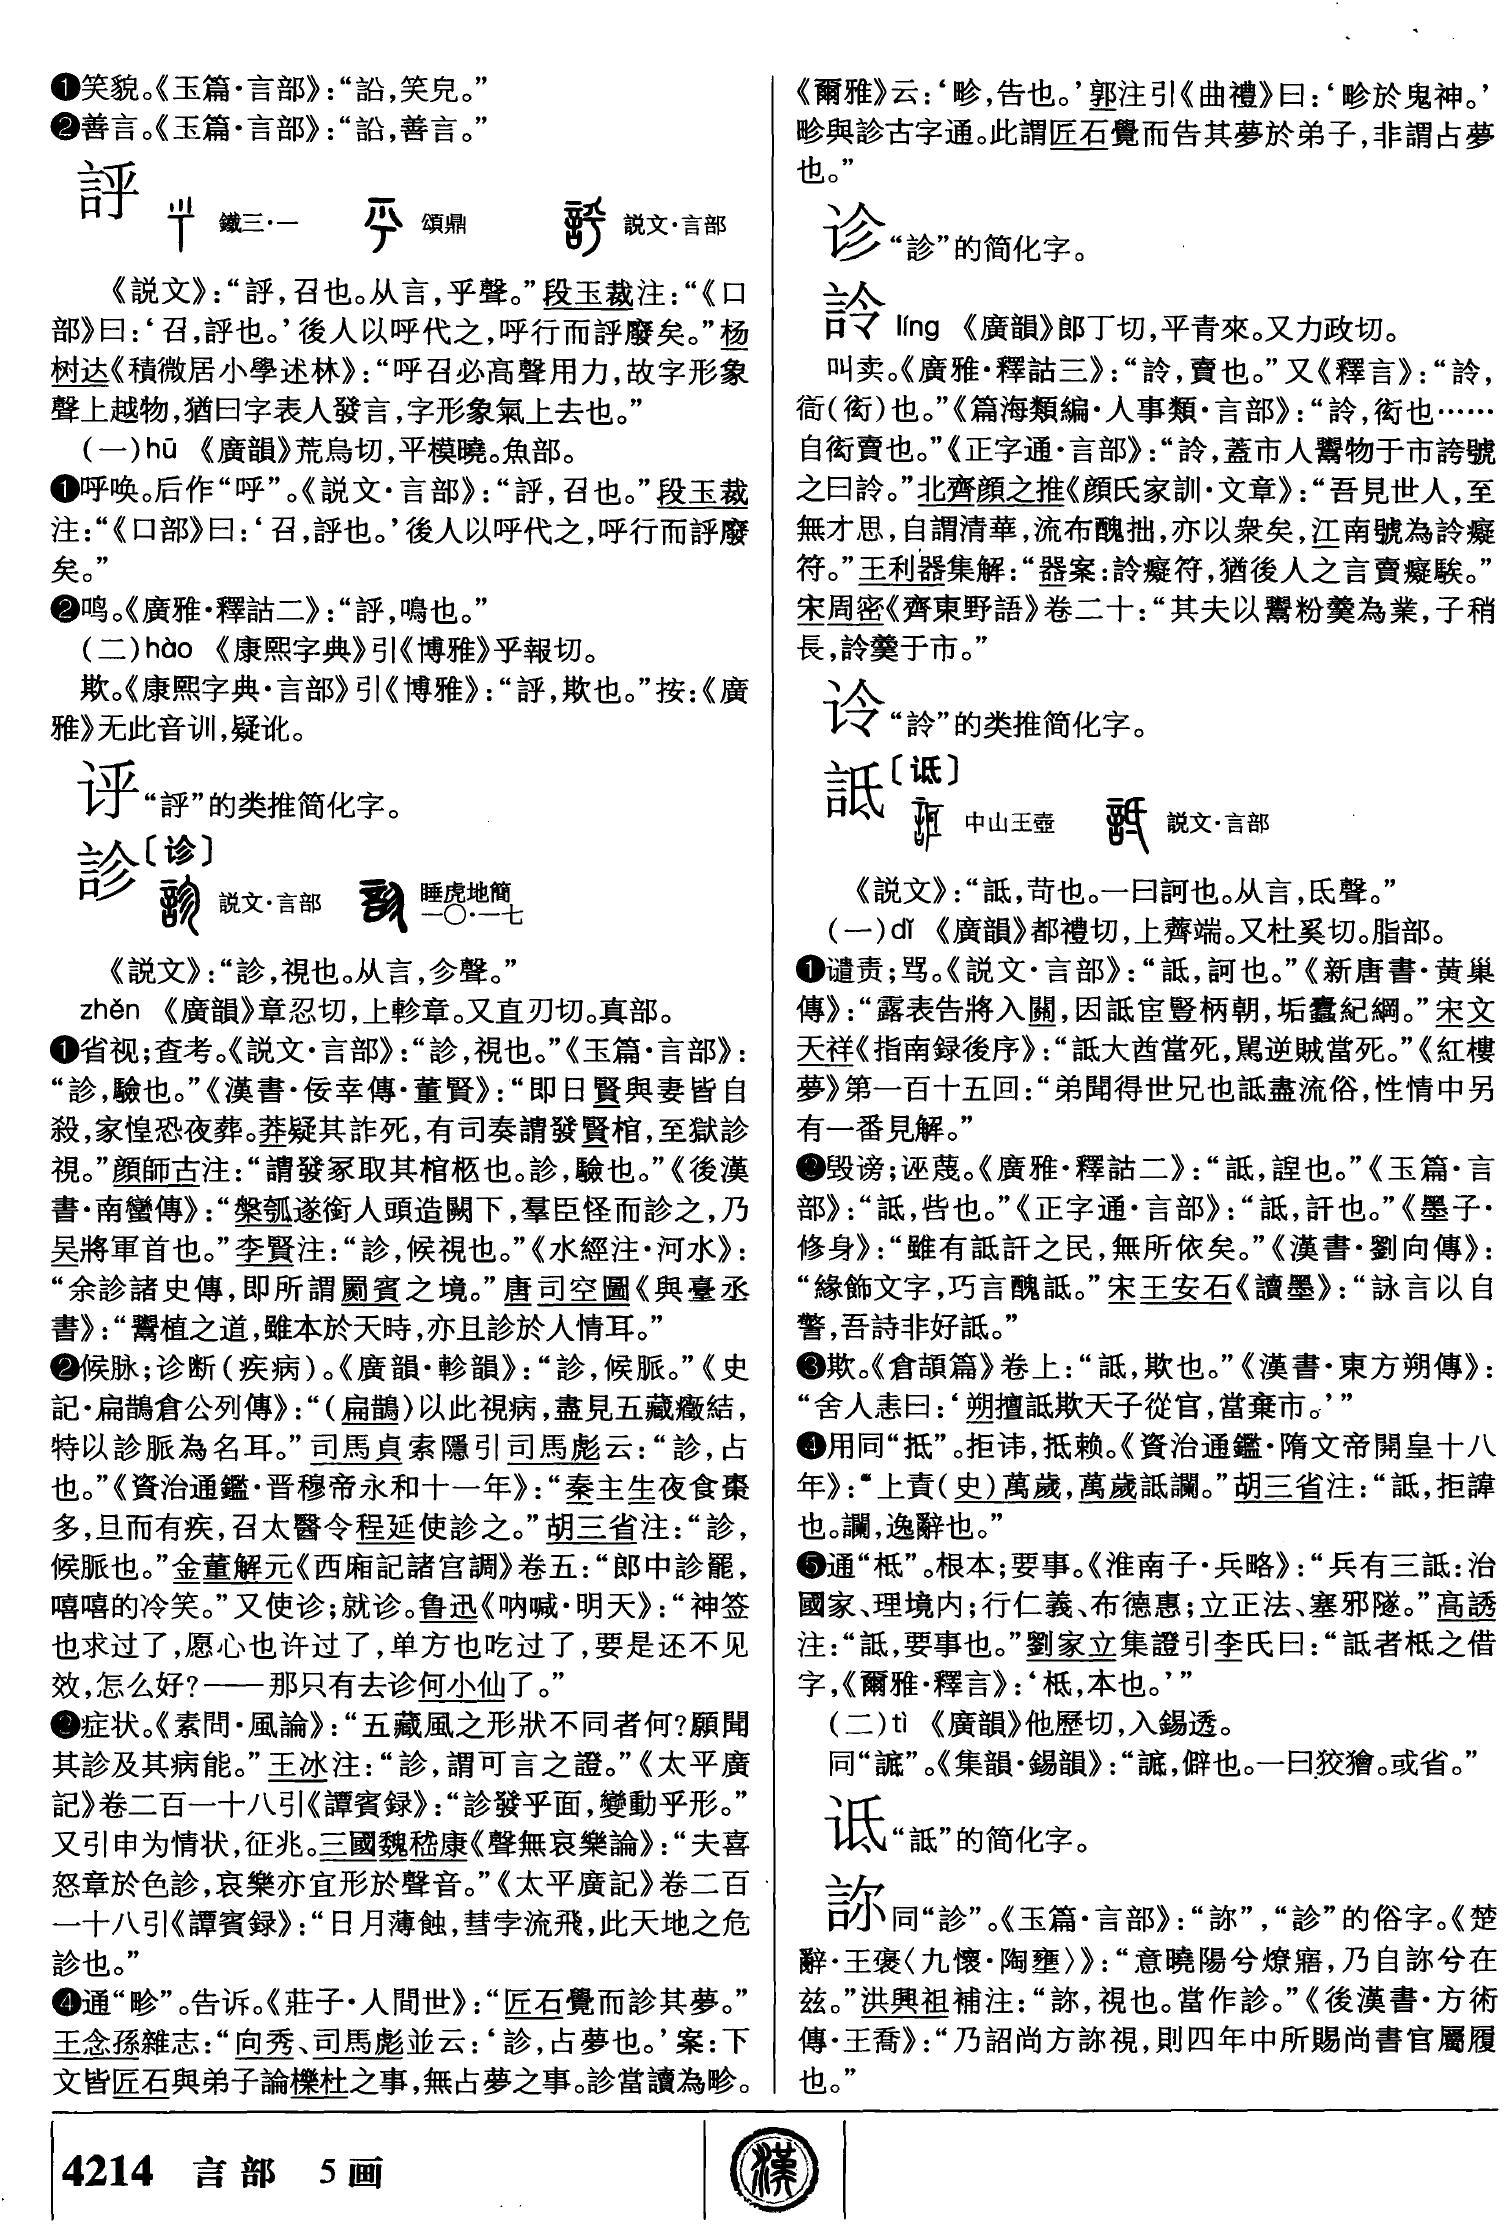 ❶笑貌。《玉篇·言部》：“訟，笑皃。”
❷善言。《玉篇·言部》：“訟，善言。”
評
鐵三·一 頌鼎 説文·言部
《説文》：“評，召也。从言，乎聲。”段玉裁注：“《口
部》曰：‘召，評也。’後人以呼代之，呼行而評廢矣。”杨
树达《積微居小學述林》：“呼召必高聲用力，故字形象
聲上越物，猶曰字表人發言，字形象氣上去也。”
（一）hū 《廣韻》荒烏切，平模曉。魚部。
❶呼唤。后作“呼”。《説文·言部》：“評，召也。”段玉裁
注：“《口部》曰：‘召，評也。’後人以呼代之，呼行而評廢
矣。”
❷鸣。《廣雅·釋詁二》：“評，鳴也。”
（二）hào 《康熙字典》引《博雅》乎報切。
欺。《康熙字典·言部》引《博雅》：“評，欺也。”按：《廣
雅》无此音训，疑讹。
评“評”的类推简化字。
診〔诊〕
説文·言部 睡虎地簡一〇·一七
《説文》：“診，視也。从言，㐱聲。”
zhěn 《廣韻》章忍切，上軫章。又直刃切。真部。
❶省视；查考。《説文·言部》：“診，視也。”《玉篇·言部》：
“診，驗也。”《漢書·佞幸傳·董賢》：“即日賢與妻皆自
殺，家惶恐夜葬。莽疑其詐死，有司奏謂發賢棺，至獄診
視。”顔師古注：“謂發冢取其棺柩也。診，驗也。”《後漢
書·南蠻傳》：“槃瓠遂銜人頭造闕下，羣臣怪而診之，乃
吴將軍首也。”李賢注：“診，候視也。”《水經注·河水》：
“余診諸史傳，即所謂罽賓之境。”唐司空圖《與臺丞
書》：“鬻植之道，雖本於天時，亦且診於人情耳。”
❷候脉；诊断（疾病）。《廣韻·軫韻》：“診，候脈。”《史
記·扁鵲倉公列傳》：“（扁鵲）以此視病，盡見五藏癥結，
特以診脈為名耳。”司馬貞索隱引司馬彪云：“診，占
也。”《資治通鑑·晋穆帝永和十一年》：“秦主生夜食棗
多，旦而有疾，召太醫令程延使診之。”胡三省注：“診，
候脈也。”金董解元《西廂記諸宫調》卷五：“郎中診罷，
嘻嘻的冷笑。”又使诊；就诊。鲁迅《呐喊·明天》：“神签
也求过了，愿心也许过了，单方也吃过了，要是还不见
效，怎么好？——那只有去诊何小仙了。”
❸症状。《素問·風論》：“五藏風之形狀不同者何？願聞
其診及其病能。”王冰注：“診，謂可言之證。”《太平廣
記》卷二百一十八引《譚賓録》：“診發乎面，變動乎形。”
又引申为情状，征兆。三國魏嵇康《聲無哀樂論》：“夫喜
怒章於色診，哀樂亦宜形於聲音。”《太平廣記》卷二百
一十八引《譚賓録》：“日月薄蝕，彗孛流飛，此天地之危
診也。”
❹通“畛”。告诉。《莊子·人間世》：“匠石覺而診其夢。”
王念孫雜志：“向秀、司馬彪並云：‘診，占夢也。’案：下
文皆匠石與弟子論櫟杜之事，無占夢之事。診當讀為畛。
《爾雅》云：‘畛，告也。’郭注引《曲禮》曰：‘畛於鬼神。’
畛與診古字通。此謂匠石覺而告其夢於弟子，非謂占夢
也。”
诊“診”的简化字。
詅 líng 《廣韻》郎丁切，平青來。又力政切。
叫卖。《廣雅·釋詁三》：“詅，賣也。”又《釋言》：“詅，
衒（衒）也。”《篇海類編·人事類·言部》：“詅，衒也……
自衒賣也。”《正字通·言部》：“詅，蓋市人鬻物于市誇號
之曰詅。”北齊顔之推《顔氏家訓·文章》：“吾見世人，至
無才思，自謂清華，流布醜拙，亦以衆矣，江南號為詅癡
符。”王利器集解：“器案：詅癡符，猶後人之言賣癡騃。”
宋周密《齊東野語》卷二十：“其夫以鬻粉羹為業，子稍
長，詅羹于市。”
𫍡“詅”的类推简化字。
詆〔诋〕
中山王壺 説文·言部
《説文》：“詆，苛也。一曰訶也。从言，氐聲。”
（一）dǐ 《廣韻》都禮切，上薺端。又杜奚切。脂部。
❶谴责；骂。《説文·言部》：“詆，訶也。”《新唐書·黄巢
傳》：“露表告將入關，因詆宦豎柄朝，垢蠹紀綱。”宋文
天祥《指南録後序》：“詆大酋當死，駡逆賊當死。”《紅樓
夢》第一百十五回：“弟聞得世兄也詆盡流俗，性情中另
有一番見解。”
❷毁谤；诬蔑。《廣雅·釋詁二》：“詆，諻也。”《玉篇·言
部》：“詆，呰也。”《正字通·言部》：“詆，訐也。”《墨子·
修身》：“雖有詆訐之民，無所依矣。”《漢書·劉向傳》：
“緣飾文字，巧言醜詆。”宋王安石《讀墨》：“詠言以自
警，吾詩非好詆。”
❸欺。《倉頡篇》卷上：“詆，欺也。”《漢書·東方朔傳》：
“舍人恚曰：‘朔擅詆欺天子從官，當棄市。’”
❹用同“抵”。拒讳，抵赖。《資治通鑑·隋文帝開皇十八
年》：“上責（史）萬歲，萬歲詆讕。”胡三省注：“詆，拒諱
也。讕，逸辭也。”
❺通“柢”。根本；要事。《淮南子·兵略》：“兵有三詆：治
國家、理境内；行仁義、布德惠；立正法、塞邪隧。”高誘
注：“詆，要事也。”劉家立集證引李氏曰：“詆者柢之借
字，《爾雅·釋言》：‘柢，本也。’”
（二）tì 《廣韻》他歷切，入錫透。
同“䛼”。《集韻·錫韻》：“䛼，僻也。一曰狡獪。或省。”
诋“詆”的简化字。
䛑同“診”。《玉篇·言部》：“䛑”，“診”的俗字。《楚
辭·王褒〈九懷·陶壅〉》：“意曉陽兮燎寤，乃自䛑兮在
兹。”洪興祖補注：“䛑，視也。當作診。”《後漢書·方術
傳·王喬》：“乃詔尚方䛑視，則四年中所賜尚書官屬履
也。”
4214 言部 5画
漢